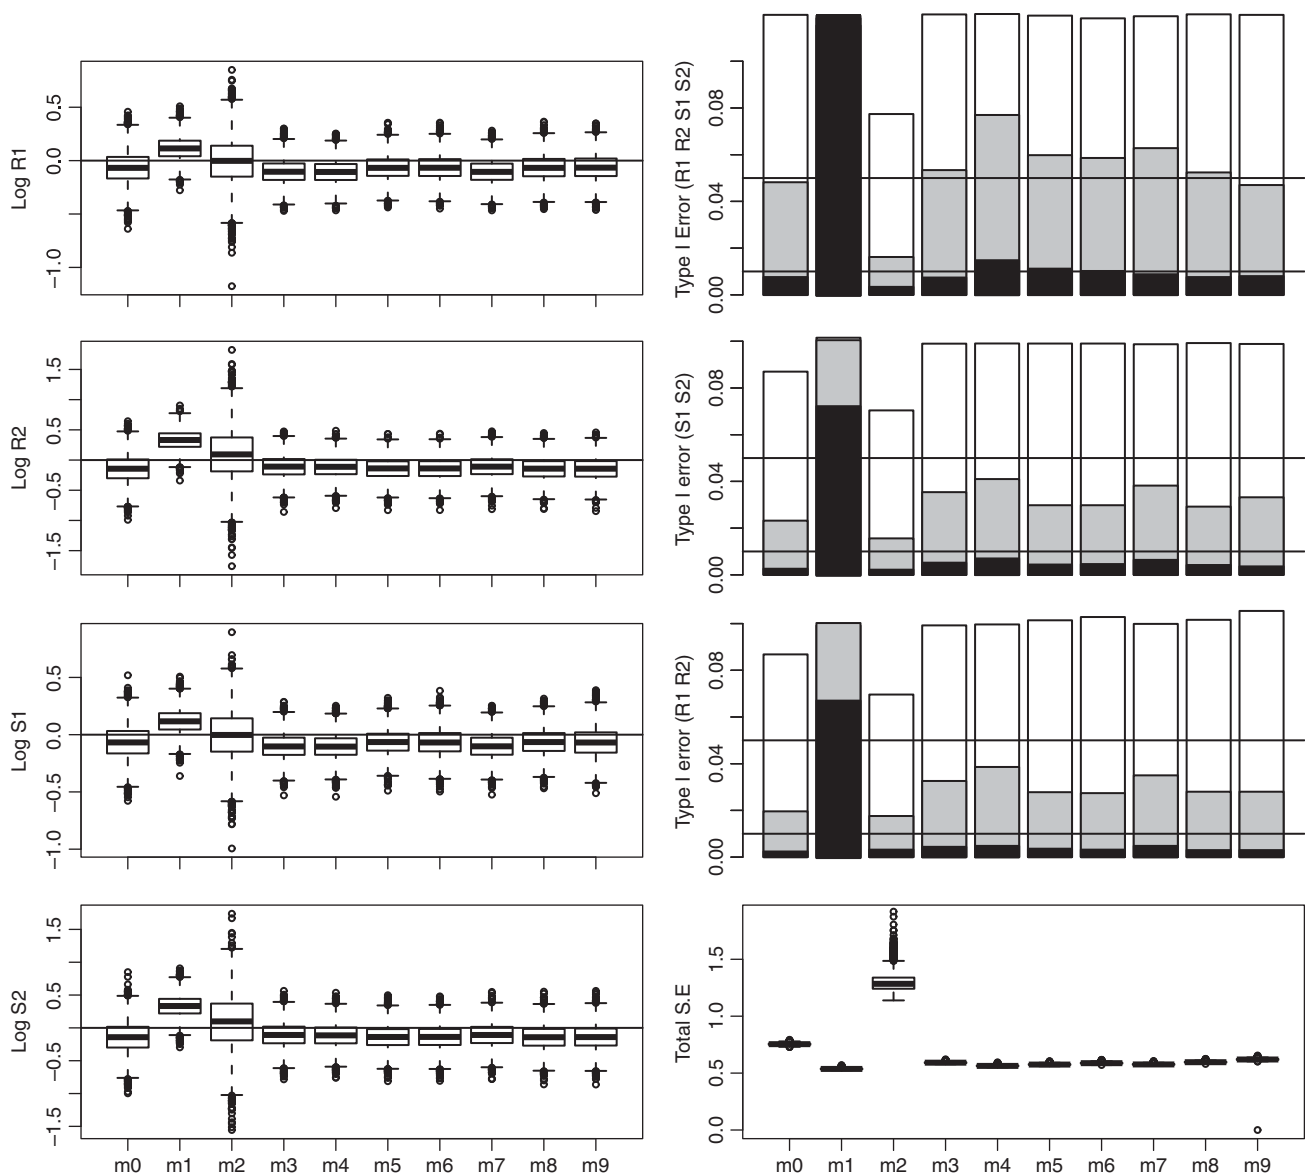 Log R1
0.5
0.0
−1.0
Log R2
1.5
0.5
−0.5
−1.5
Log S1
0.5
0.0
−0.5
−1.0
Log S2
1.5
0.5
−0.5
−1.5
m0 m1 m2 m3 m4 m5 m6 m7 m8 m9
Type I Error (R1 R2 S1 S2)
0.08
0.04
0.00
Type I error (S1 S2)
0.08
0.04
0.00
Type I error (R1 R2)
0.08
0.04
0.00
Total S.E
1.5
1.0
0.5
0.0
m0 m1 m2 m3 m4 m5 m6 m7 m8 m9